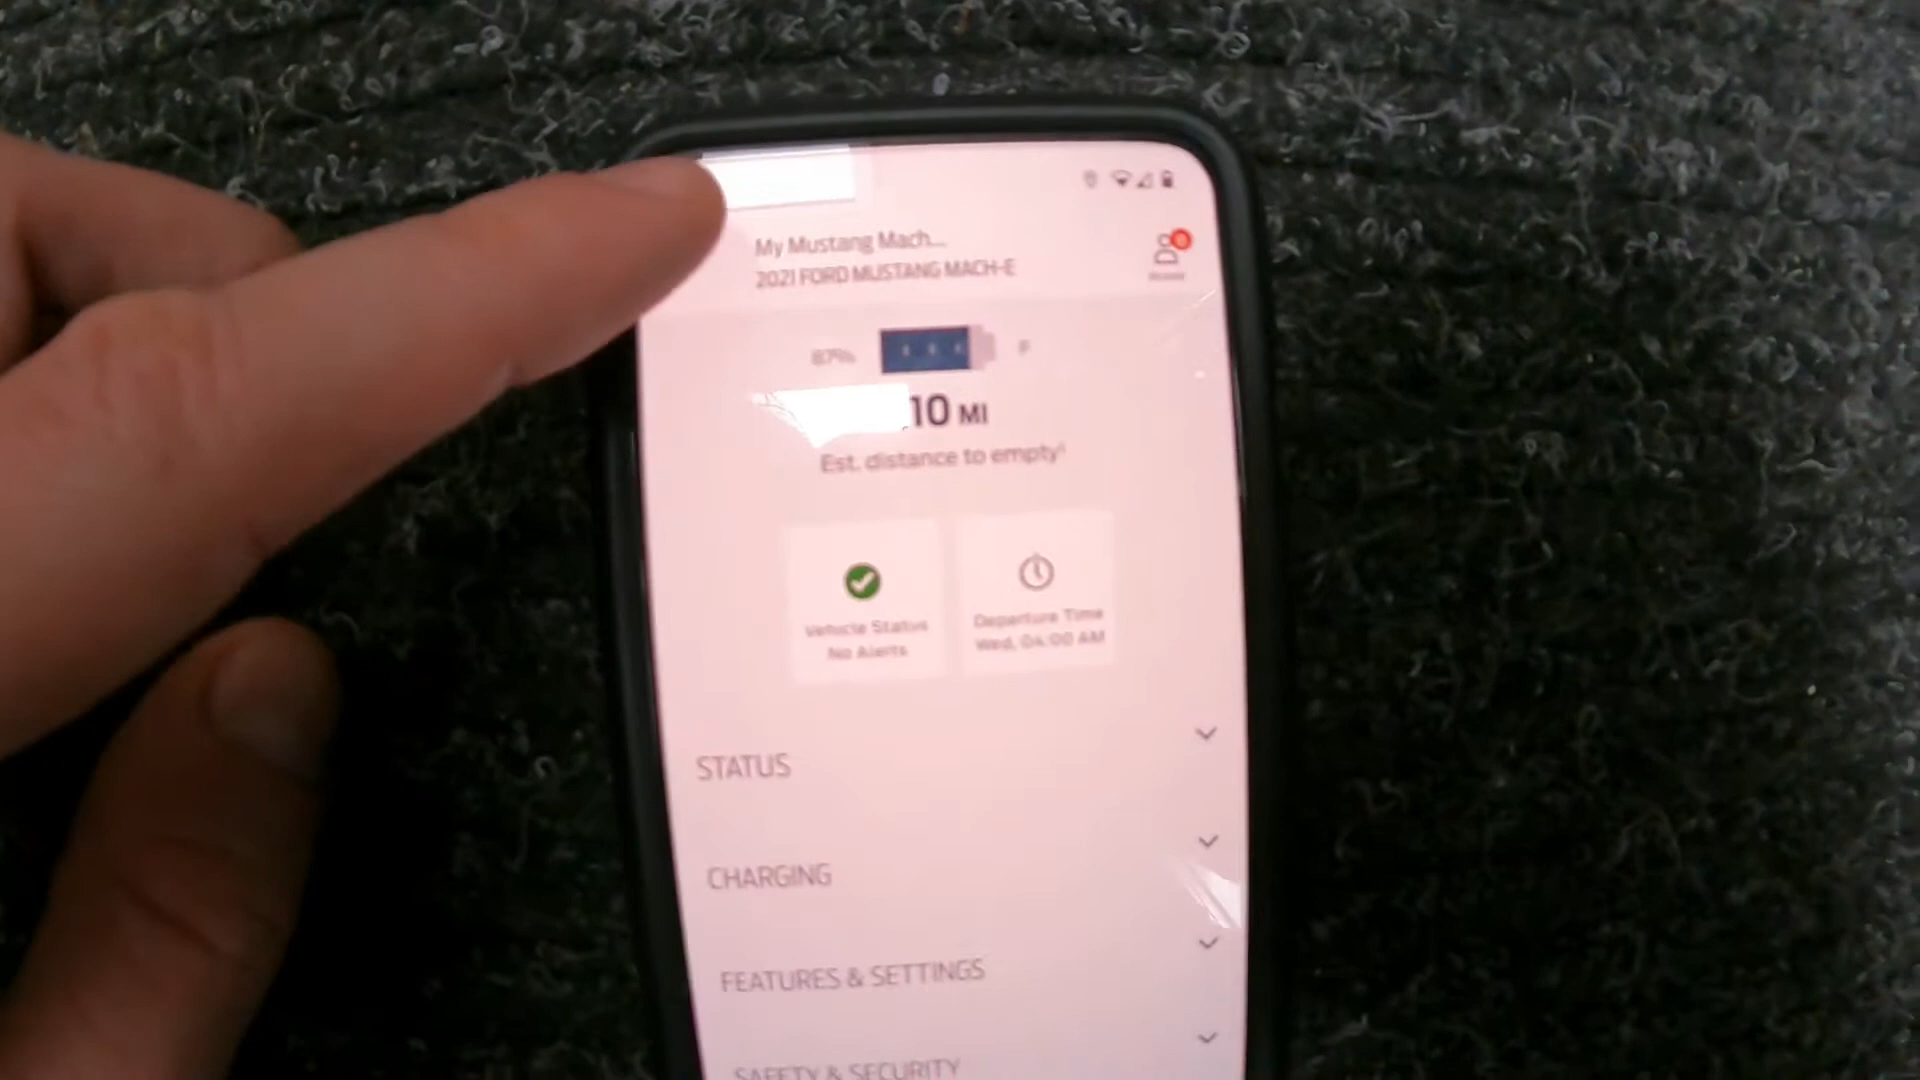 My Mustang Mach...
2021 FORD MUSTANG MACH-E
87%
F
10 MI
Est. distance to empty
Vehicle Status
No Alerts
Departure Time
Wed, 04:00 AM
STATUS
CHARGING
FEATURES & SETTINGS
SAFETY & SECURITY